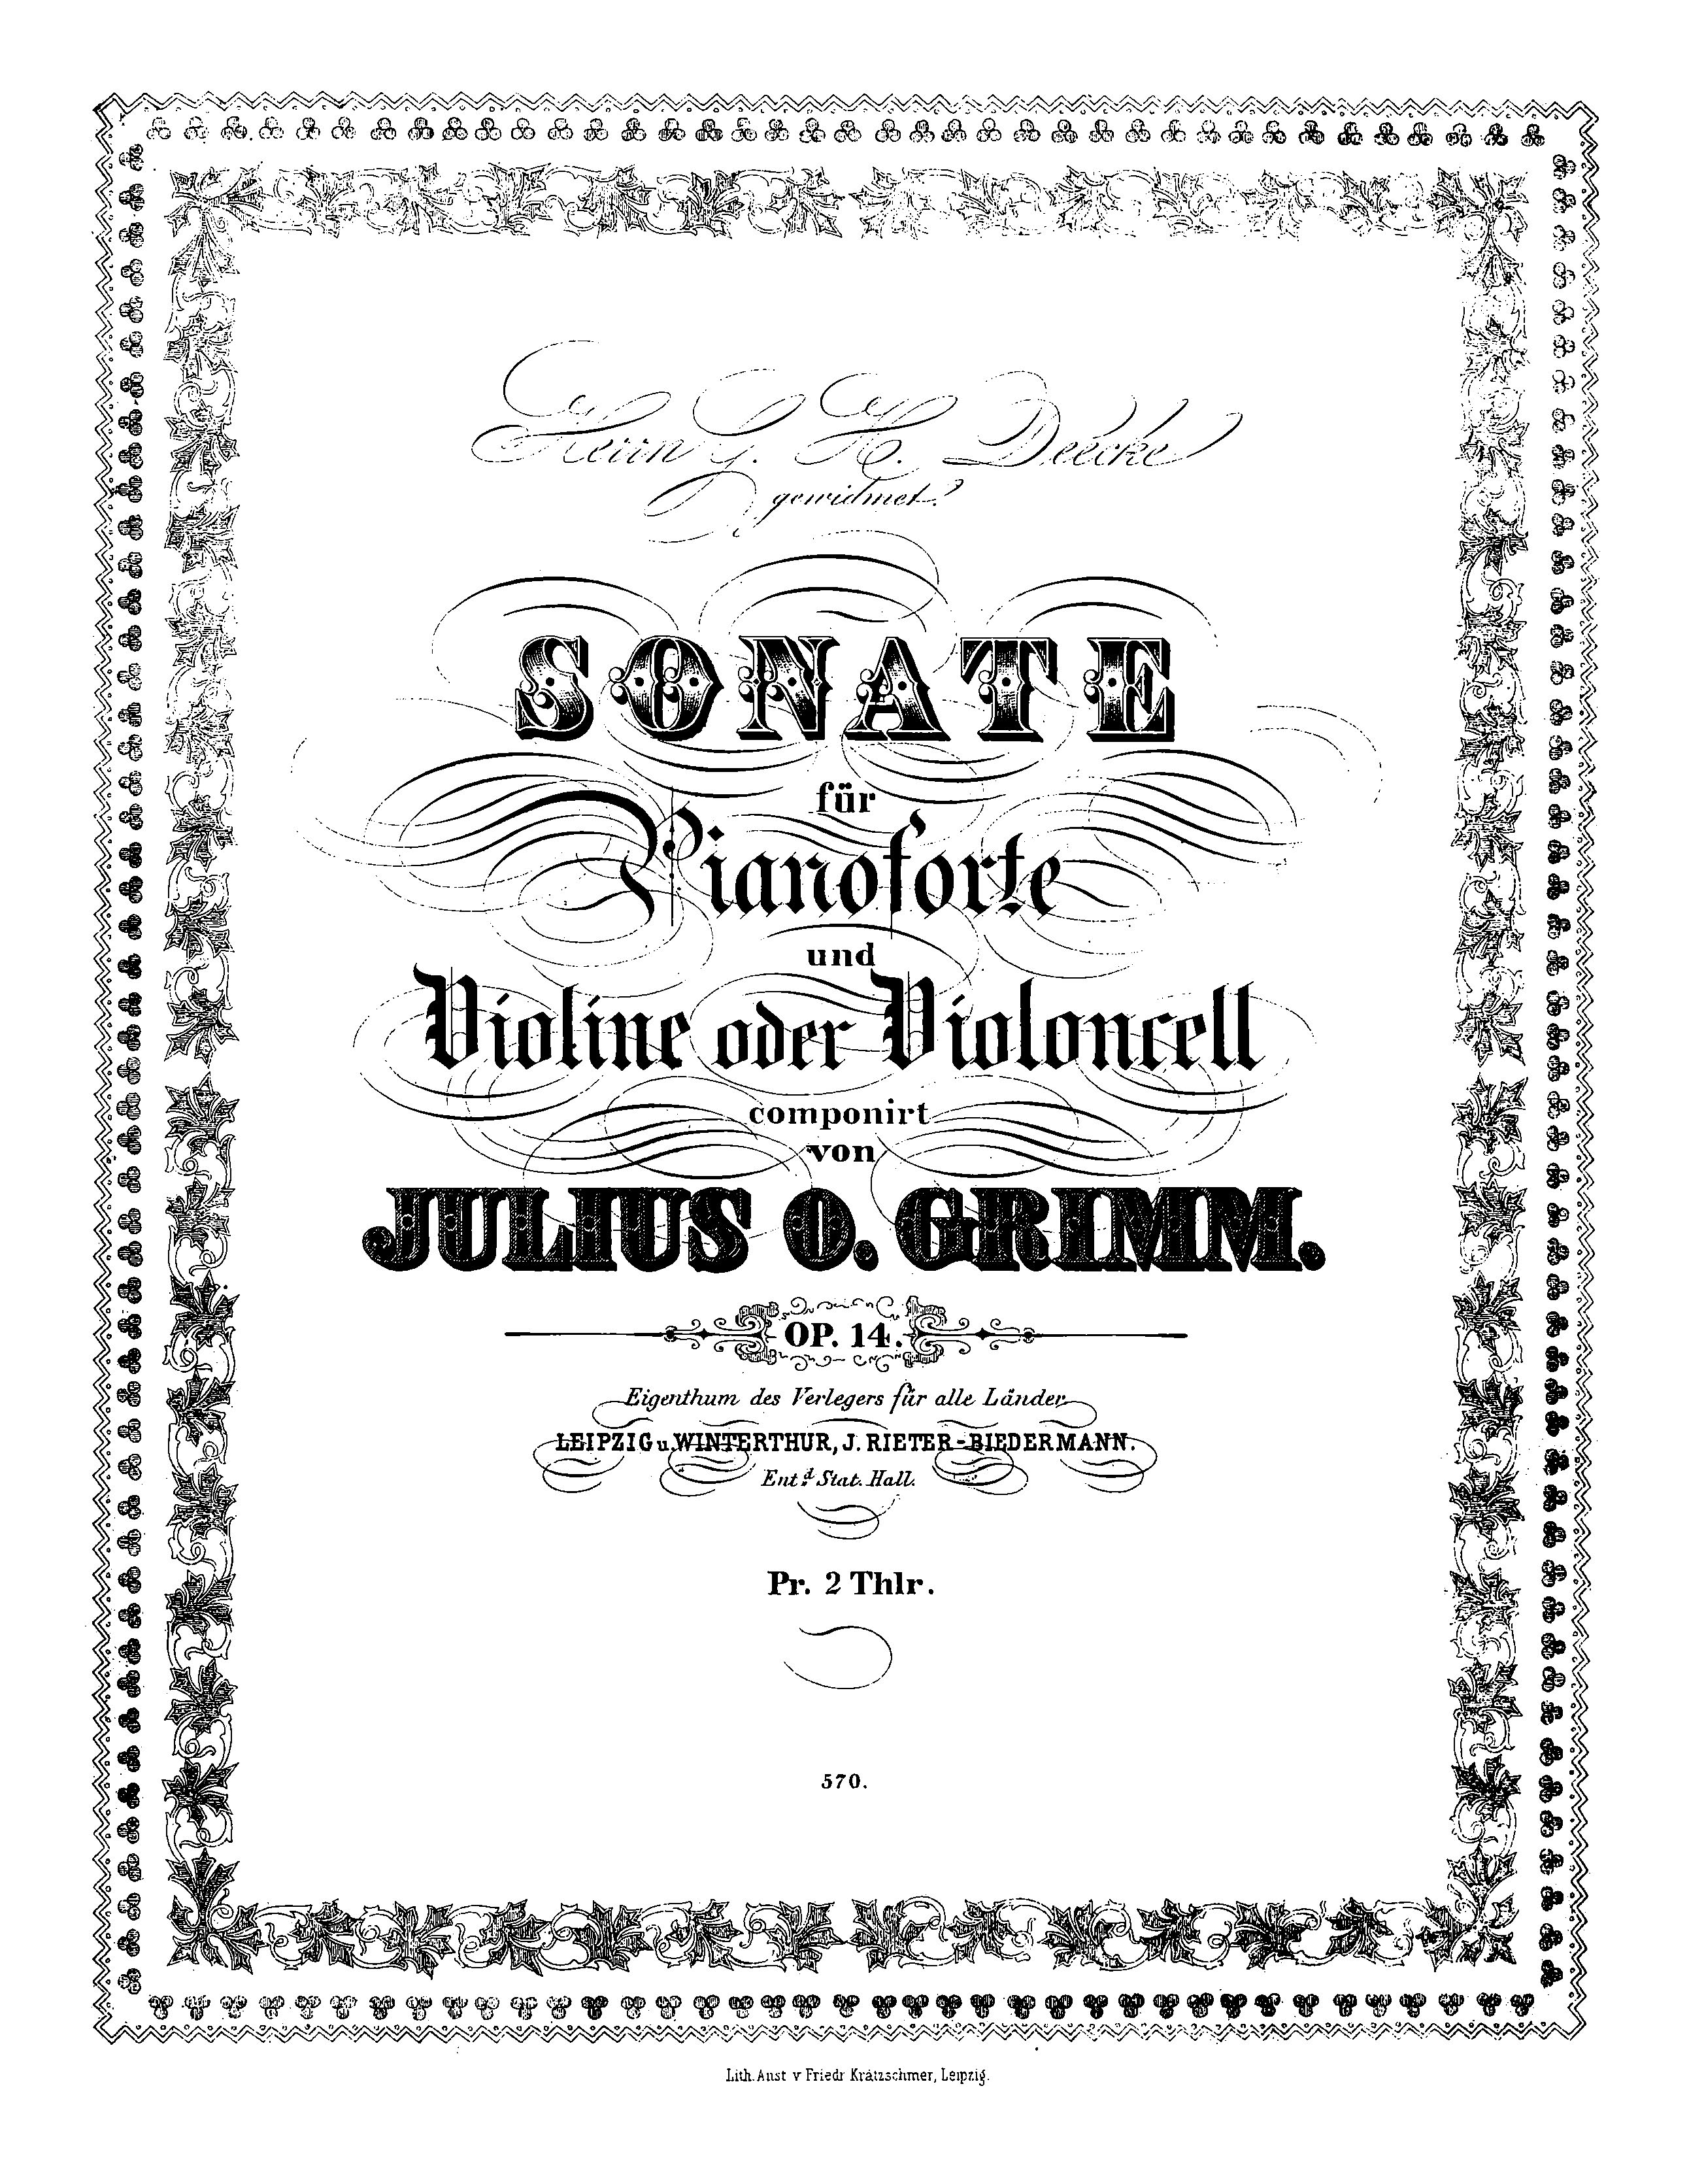 Herrn G. H. Deecke
gewidmet.
SONATE
für
Pianoforte
und
Violine oder Violoncell
componirt
von
JULIUS O. GRIMM.
OP. 14.
Eigenthum des Verlegers für alle Länder.
LEIPZIG u. WINTERTHUR, J. RIETER-BIEDERMANN.
Ent.d Stat. Hall.
Pr. 2 Thlr.
570.
Lith. Anst v Friedr Krätzschmer, Leipzig.